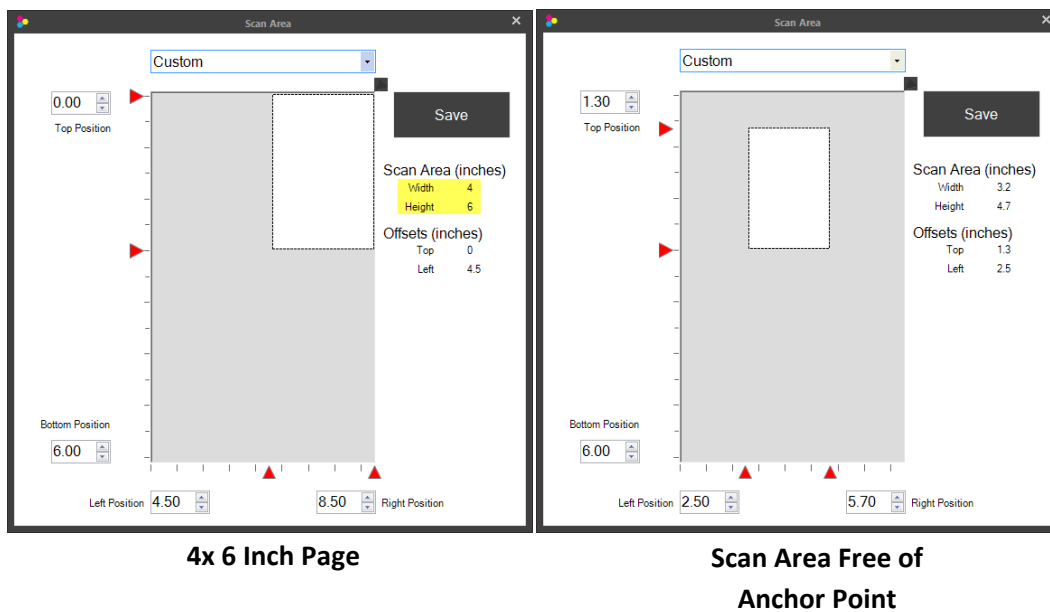 Scan Area
Custom
0.00
Top Position
Save
Scan Area (inches)
Width 4
Height 6
Offsets (inches)
Top 0
Left 4.5
Bottom Position
6.00
Left Position 4.50 8.50 Right Position
4x 6 Inch Page
Scan Area
Custom
1.30
Top Position
Save
Scan Area (inches)
Width 3.2
Height 4.7
Offsets (inches)
Top 1.3
Left 2.5
Bottom Position
6.00
Left Position 2.50 5.70 Right Position
Scan Area Free of
Anchor Point